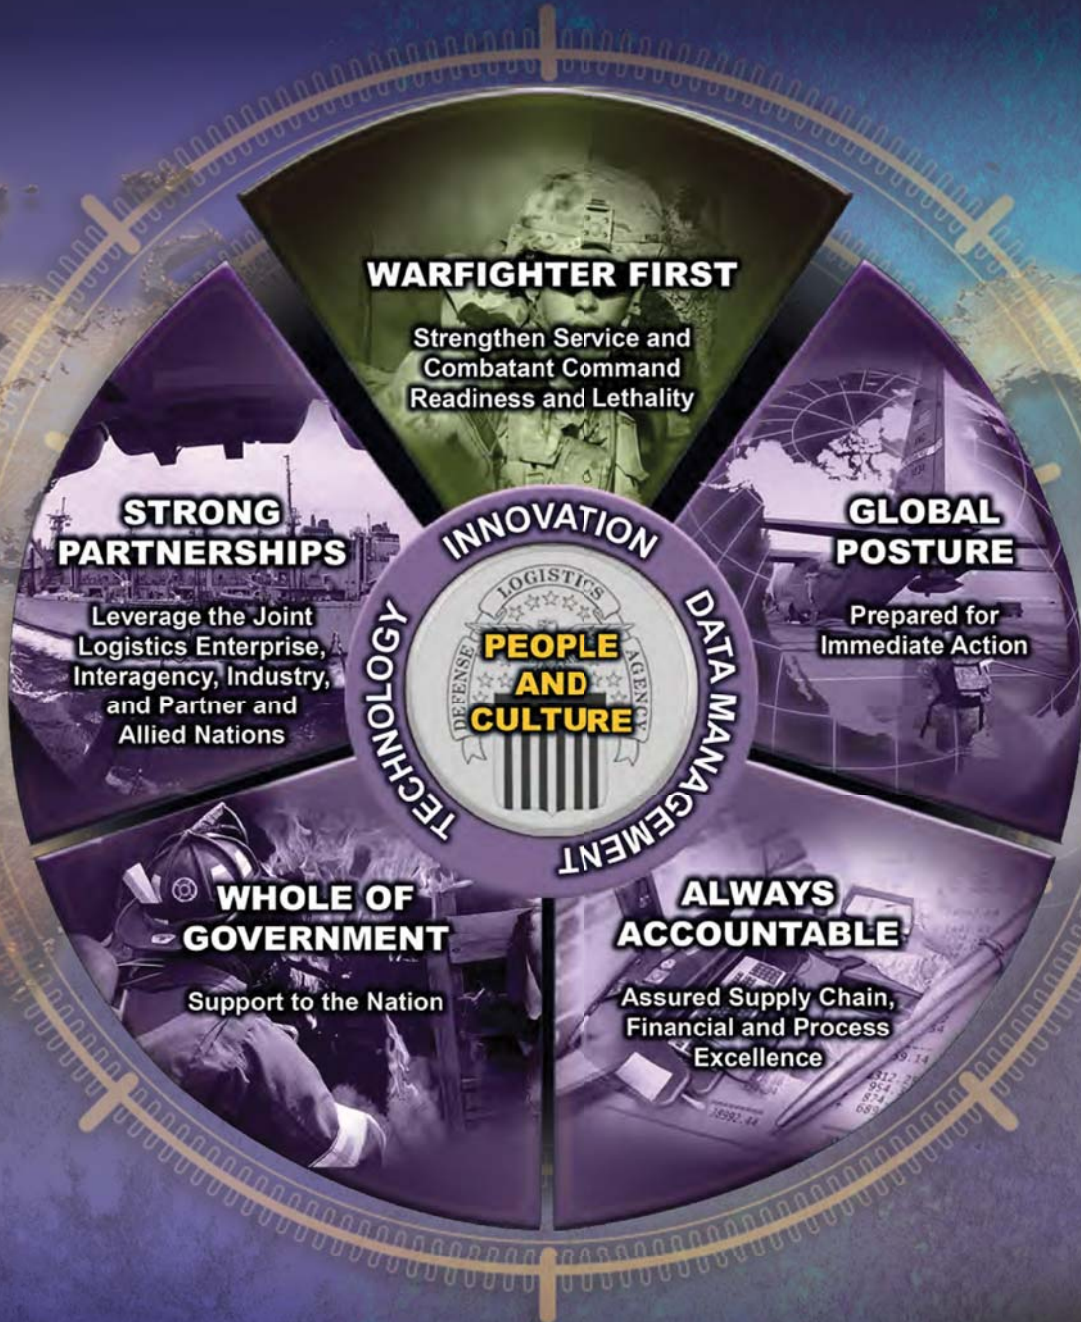 WARFIGHTER FIRST
Strengthen Service and
Combatant Command
Readiness and Lethality
GLOBAL
POSTURE
Prepared for
Immediate Action
ALWAYS
ACCOUNTABLE
Assured Supply Chain,
Financial and Process
Excellence
WHOLE OF
GOVERNMENT
Support to the Nation
STRONG
PARTNERSHIPS
Leverage the Joint
Logistics Enterprise,
Interagency, Industry,
and Partner and
Allied Nations
INNOVATION
DATA MANAGEMENT
TECHNOLOGY
DEFENSE
LOGISTICS
AGENCY
PEOPLE
AND
CULTURE